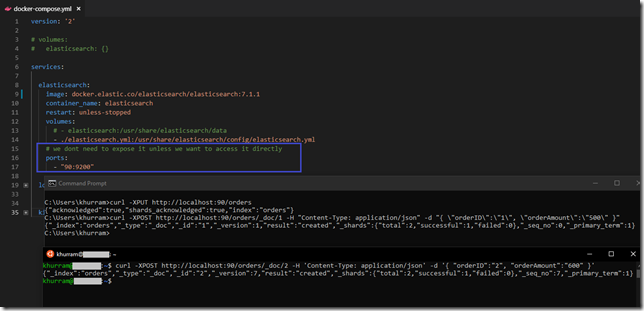 docker-compose.yml ×
1 version: '2'
2
3 # volumes:
4 #   elasticsearch: {}
5
6 services:
7
8 elasticsearch:
9 image: docker.elastic.co/elasticsearch/elasticsearch:7.1.1
10 container_name: elasticsearch
11 restart: unless-stopped
12 volumes:
13 # - elasticsearch:/usr/share/elasticsearch/data
14 - ./elasticsearch.yml:/usr/share/elasticsearch/config/elasticsearch.yml
15 # we dont need to expose it unless we want to access it directly
16 ports:
17 - "90:9200"
18
19 lo
34
35 ki
Command Prompt
C:\Users\khurram>curl -XPUT http://localhost:90/orders
{"acknowledged":true,"shards_acknowledged":true,"index":"orders"}
C:\Users\khurram>curl -XPOST http://localhost:90/orders/_doc/1 -H "Content-Type: application/json" -d "{ \"orderID\":\"1\", \"orderAmount\":\"500\" }"
{"_index":"orders","_type":"_doc","_id":"1","_version":1,"result":"created","_shards":{"total":2,"successful":1,"failed":0},"_seq_no":0,"_primary_term":1}
C:\Users\khurram>
khurram@ : ~
khurram@ :~$ curl -XPOST http://localhost:90/orders/_doc/2 -H 'Content-Type: application/json' -d '{ "orderID":"2", "orderAmount":"600" }'
{"_index":"orders","_type":"_doc","_id":"2","_version":7,"result":"created","_shards":{"total":2,"successful":1,"failed":0},"_seq_no":7,"_primary_term":1}
khurram@ :~$